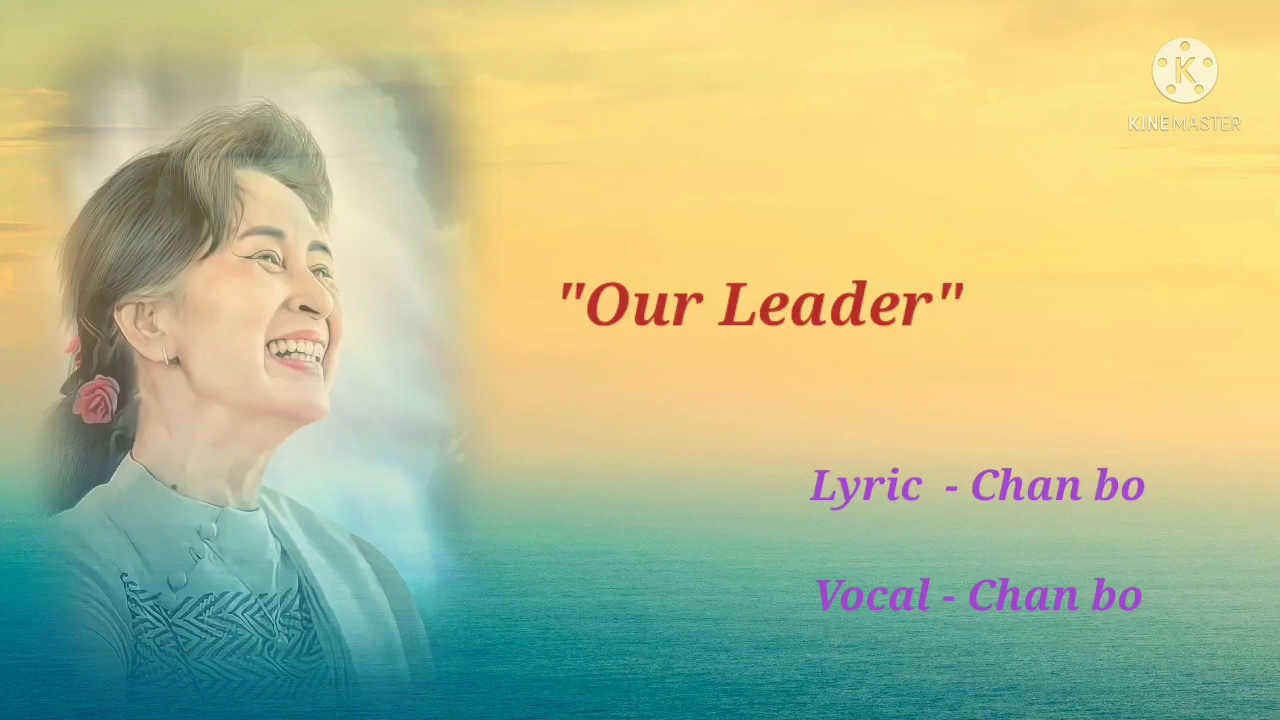 K
KINEMASTER
"Our Leader"
Lyric - Chan bo
Vocal - Chan bo